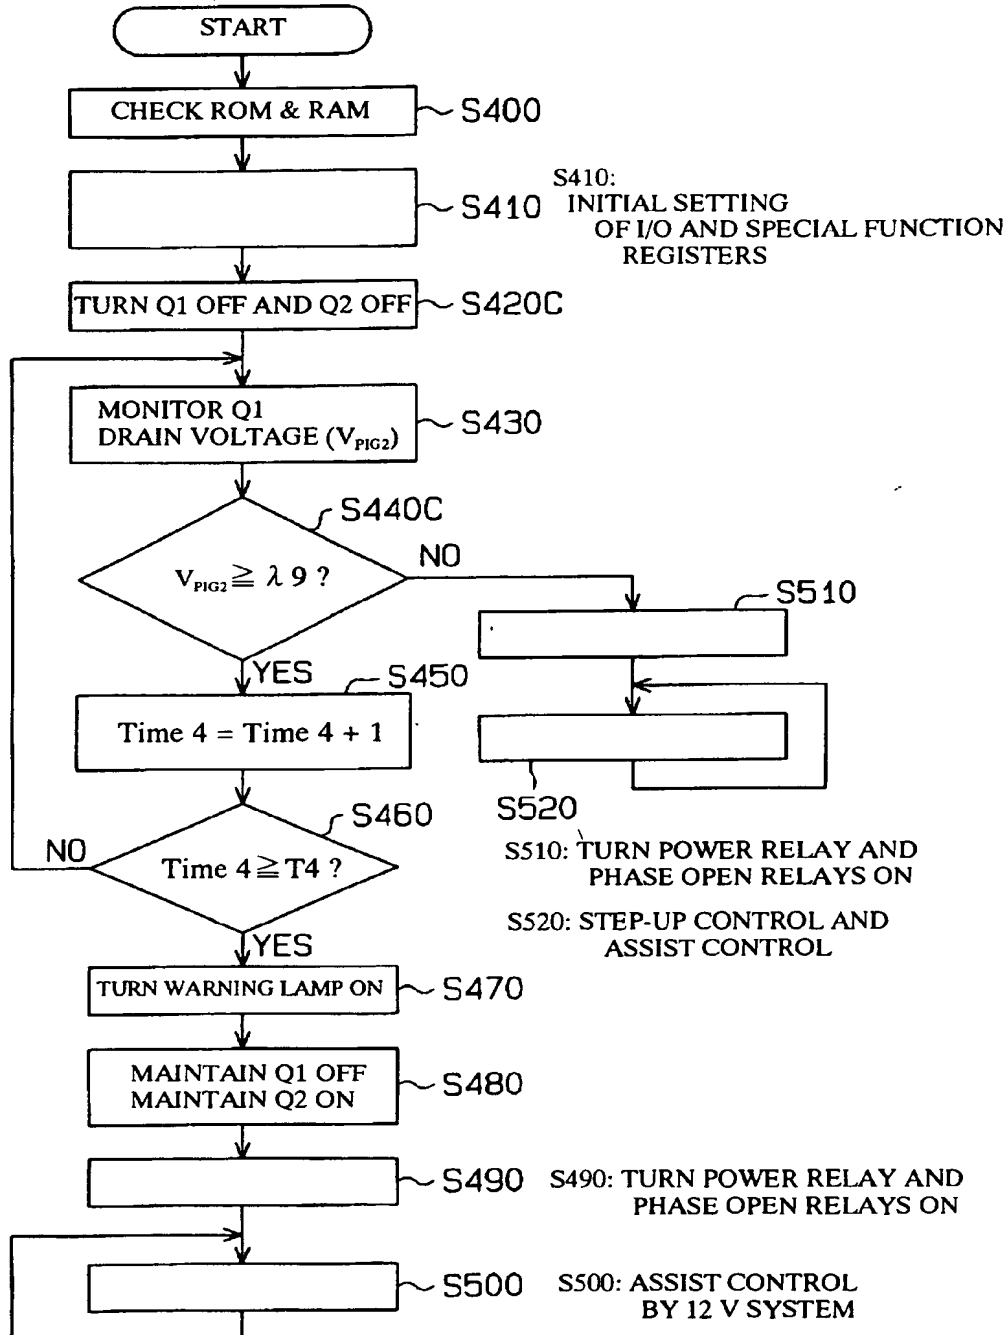 START
CHECK ROM & RAM
S400
S410
S410:
INITIAL SETTING
OF I/O AND SPECIAL FUNCTION
REGISTERS
TURN Q1 OFF AND Q2 OFF
S420C
MONITOR Q1
DRAIN VOLTAGE (VPIG2)
S430
S440C
VPIG2 ≧ λ 9 ?
NO
YES
S510
S450
Time 4 = Time 4 + 1
S520
S460
NO
Time 4 ≧ T4 ?
S510: TURN POWER RELAY AND
PHASE OPEN RELAYS ON
S520: STEP-UP CONTROL AND
ASSIST CONTROL
YES
TURN WARNING LAMP ON
S470
MAINTAIN Q1 OFF
MAINTAIN Q2 ON
S480
S490
S490: TURN POWER RELAY AND
PHASE OPEN RELAYS ON
S500
S500: ASSIST CONTROL
BY 12 V SYSTEM